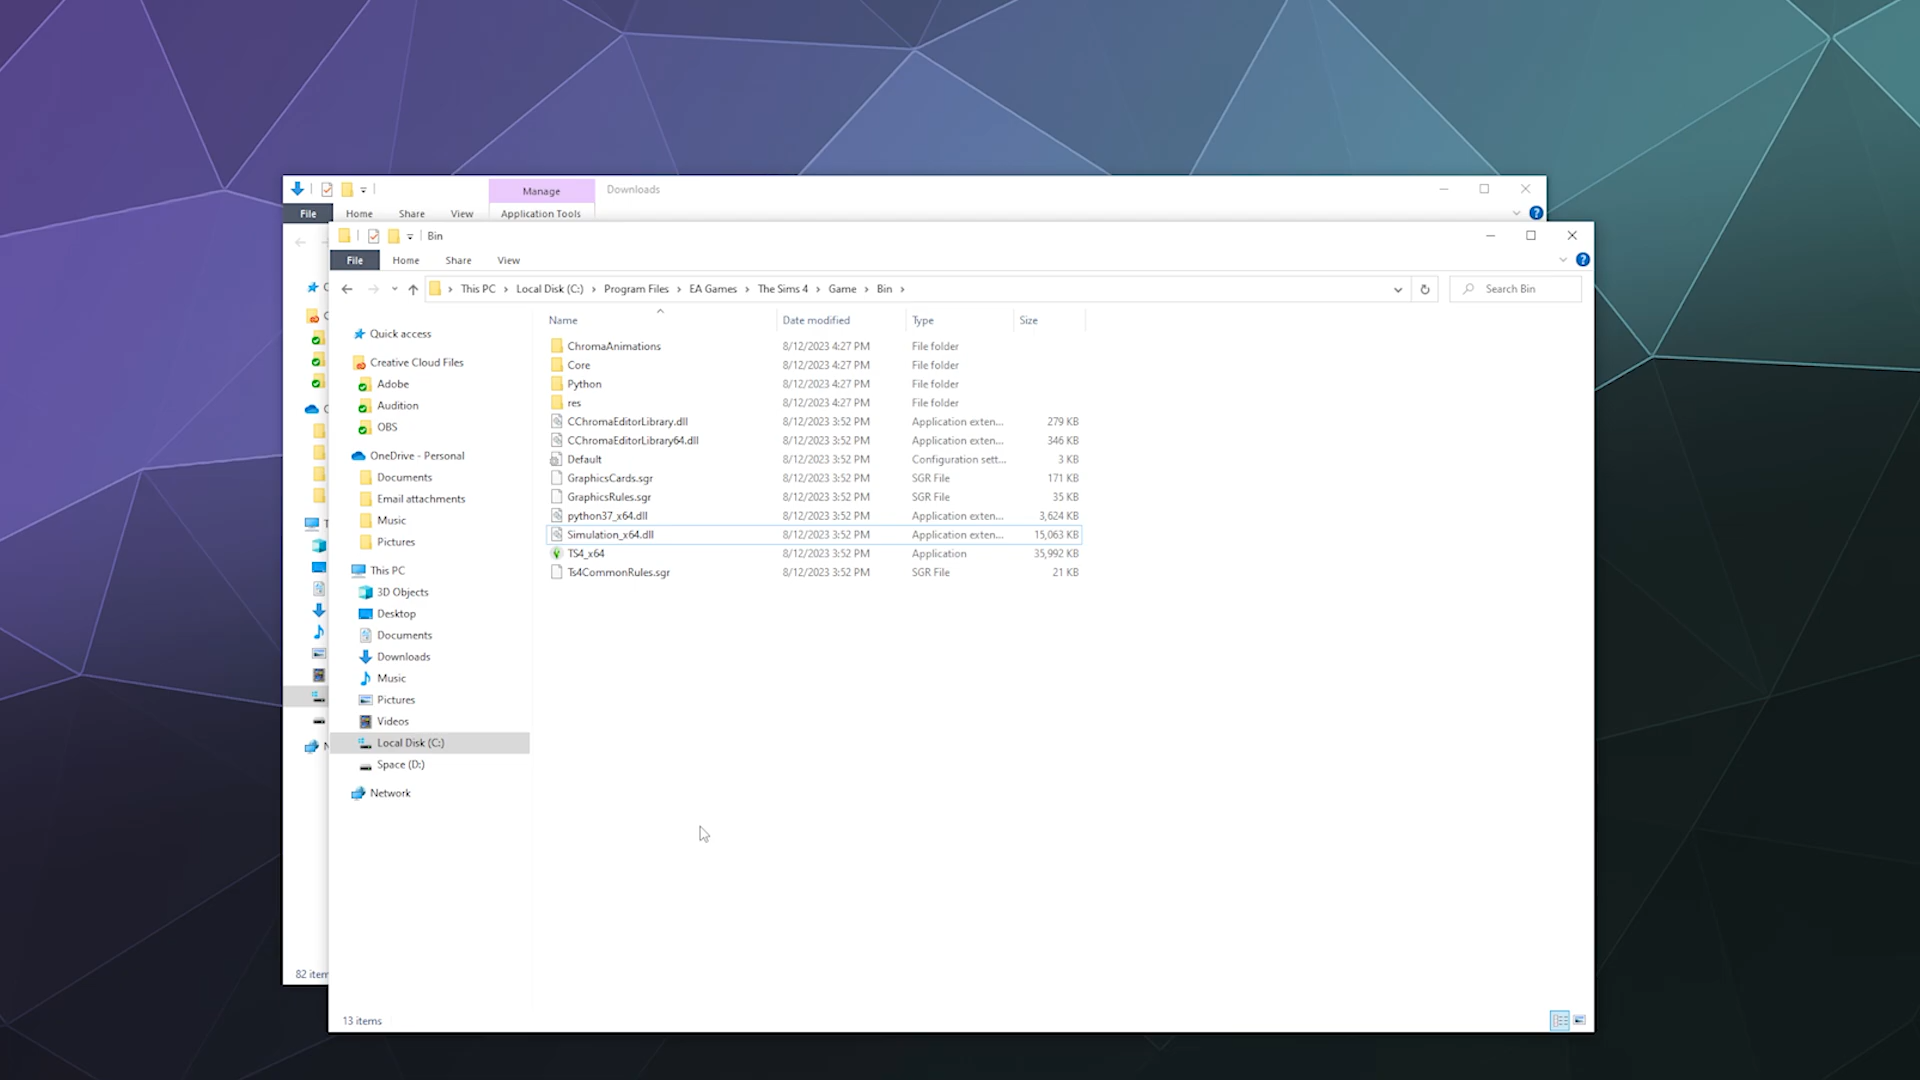 Manage
Downloads
File
Home
Share
View
Application Tools
Bin
File
Home
Share
View
This PC
Local Disk (C:)
Program Files
EA Games
The Sims 4
Game
Bin
Search Bin
Name
Date modified
Type
Size
Quick access
Creative Cloud Files
Adobe
Audition
OBS
OneDrive - Personal
Documents
Email attachments
Music
Pictures
This PC
3D Objects
Desktop
Documents
Downloads
Music
Pictures
Videos
Local Disk (C:)
Space (D:)
Network
ChromaAnimations 8/12/2023 4:27 PM File folder
Core 8/12/2023 4:27 PM File folder
Python 8/12/2023 4:27 PM File folder
res 8/12/2023 4:27 PM File folder
CChromaEditorLibrary.dll 8/12/2023 3:52 PM Application exten... 279 KB
CChromaEditorLibrary64.dll 8/12/2023 3:52 PM Application exten... 346 KB
Default 8/12/2023 3:52 PM Configuration sett... 3 KB
GraphicsCards.sgr 8/12/2023 3:52 PM SGR File 171 KB
GraphicsRules.sgr 8/12/2023 3:52 PM SGR File 35 KB
python37_x64.dll 8/12/2023 3:52 PM Application exten... 3,624 KB
Simulation_x64.dll 8/12/2023 3:52 PM Application exten... 15,063 KB
TS4_x64 8/12/2023 3:52 PM Application 35,992 KB
Ts4CommonRules.sgr 8/12/2023 3:52 PM SGR File 21 KB
82 item
13 items